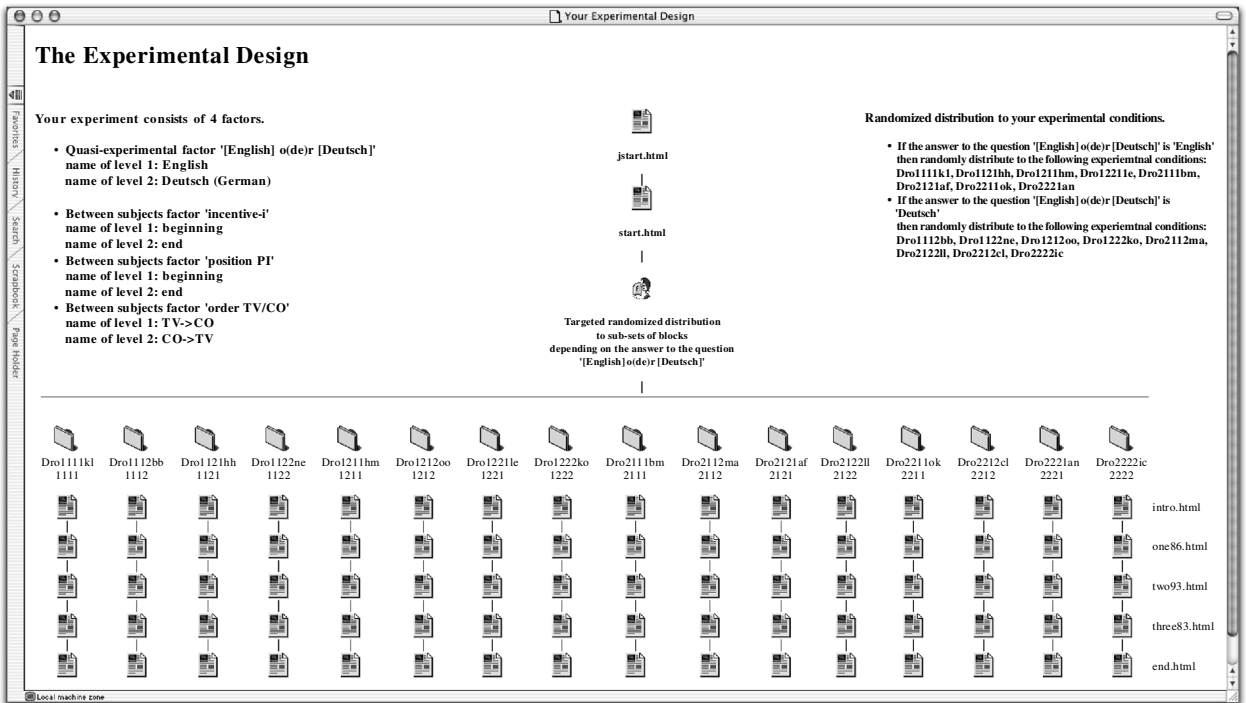 Your Experimental Design
The Experimental Design
Your experiment consists of 4 factors.
• Quasi-experimental factor '[English] o(de)r [Deutsch]'
name of level 1: English
name of level 2: Deutsch (German)
• Between subjects factor 'incentive-i'
name of level 1: beginning
name of level 2: end
• Between subjects factor 'position PI'
name of level 1: beginning
name of level 2: end
• Between subjects factor 'order TV/CO'
name of level 1: TV->CO
name of level 2: CO->TV
jstart.html
start.html
Targeted randomized distribution
to sub-sets of blocks
depending on the answer to the question
'[English] o(de)r [Deutsch]'
Randomized distribution to your experimental conditions.
• If the answer to the question '[English] o(de)r [Deutsch]' is 'English'
then randomly distribute to the following experiemtnal conditions:
Dro1111k1, Dro1121hh, Dro1211hm, Dro12211e, Dro2111bm,
Dro2121af, Dro2211ok, Dro2221an
• If the answer to the question '[English] o(de)r [Deutsch]' is
'Deutsch'
then randomly distribute to the following experiemtnal conditions:
Dro1112bb, Dro1122ne, Dro1212oo, Dro1222ko, Dro2112ma,
Dro2122ll, Dro2212cl, Dro2222ic
Favorites
History
Search
Scrapbook
Page Holder
Dro1111kl Dro1112bb Dro1121hh Dro1122ne Dro1211hm Dro1212oo Dro1221le Dro1222ko Dro2111bm Dro2112ma Dro2121af Dro2122ll Dro2211ok Dro2212cl Dro2221an Dro2222ic
1111 1112 1121 1122 1211 1212 1221 1222 2111 2112 2121 2122 2211 2212 2221 2222
intro.html
one86.html
two93.html
three83.html
end.html
Local machine zone